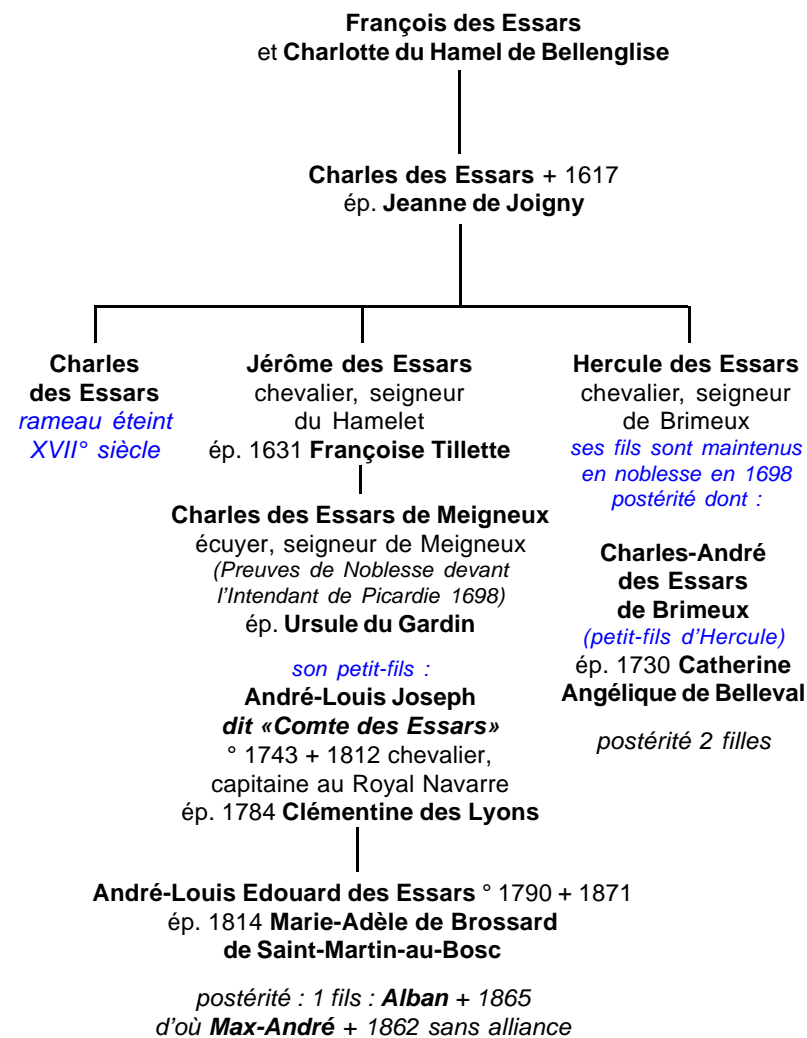 François des Essars
et Charlotte du Hamel de Bellenglise
Charles des Essars + 1617
ép. Jeanne de Joigny
Charles
des Essars
rameau éteint
XVII° siècle
Jérôme des Essars
chevalier, seigneur
du Hamelet
ép. 1631 Françoise Tillette
Charles des Essars de Meigneux
écuyer, seigneur de Meigneux
(Preuves de Noblesse devant
l'Intendant de Picardie 1698)
ép. Ursule du Gardin
son petit-fils :
André-Louis Joseph
dit «Comte des Essars»
° 1743 + 1812 chevalier,
capitaine au Royal Navarre
ép. 1784 Clémentine des Lyons
André-Louis Edouard des Essars ° 1790 + 1871
ép. 1814 Marie-Adèle de Brossard
de Saint-Martin-au-Bosc
postérité : 1 fils : Alban + 1865
d'où Max-André + 1862 sans alliance
Hercule des Essars
chevalier, seigneur
de Brimeux
ses fils sont maintenus
en noblesse en 1698
postérité dont :
Charles-André
des Essars
de Brimeux
(petit-fils d'Hercule)
ép. 1730 Catherine
Angélique de Belleval
postérité 2 filles